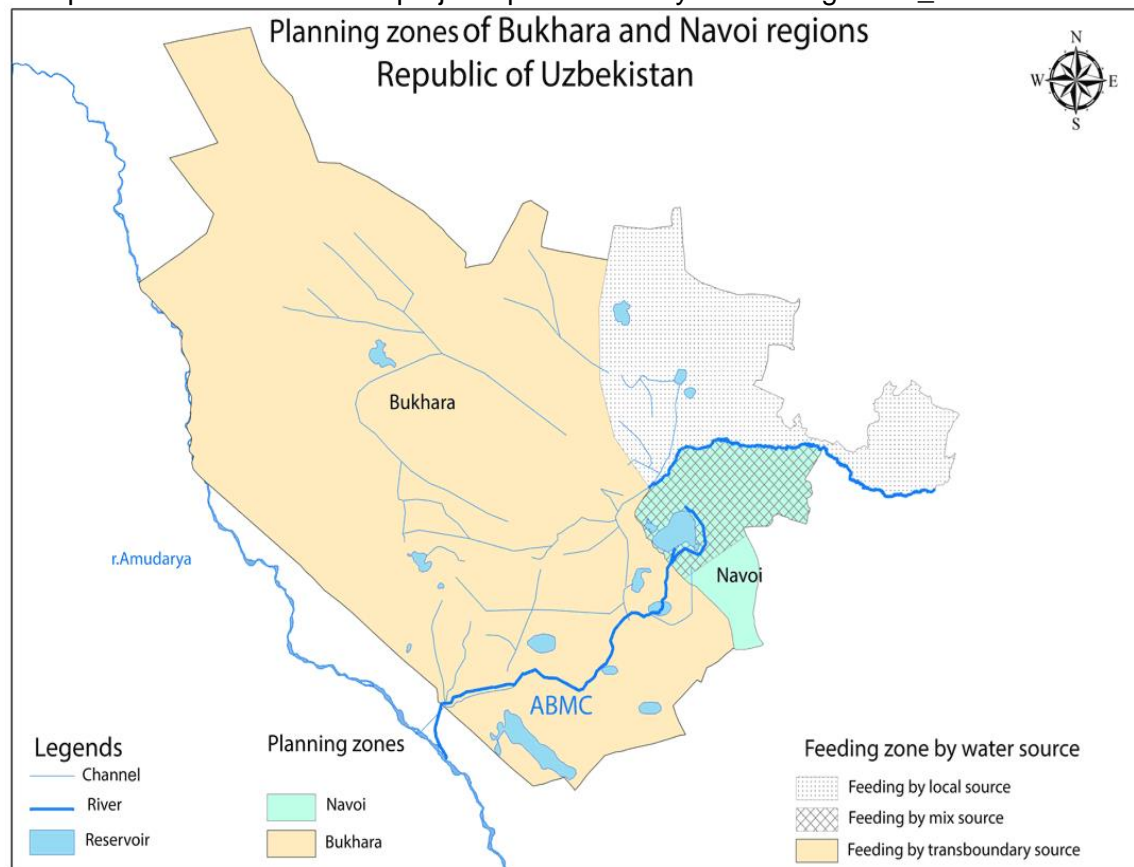 Planning zones of Bukhara and Navoi regions
Republic of Uzbekistan
N
W E
S
Bukhara
r.Amudarya
Navoi
ABMC
Legends
Channel
River
Reservoir
Planning zones
Navoi
Bukhara
Feeding zone by water source
Feeding by local source
Feeding by mix source
Feeding by transboundary source